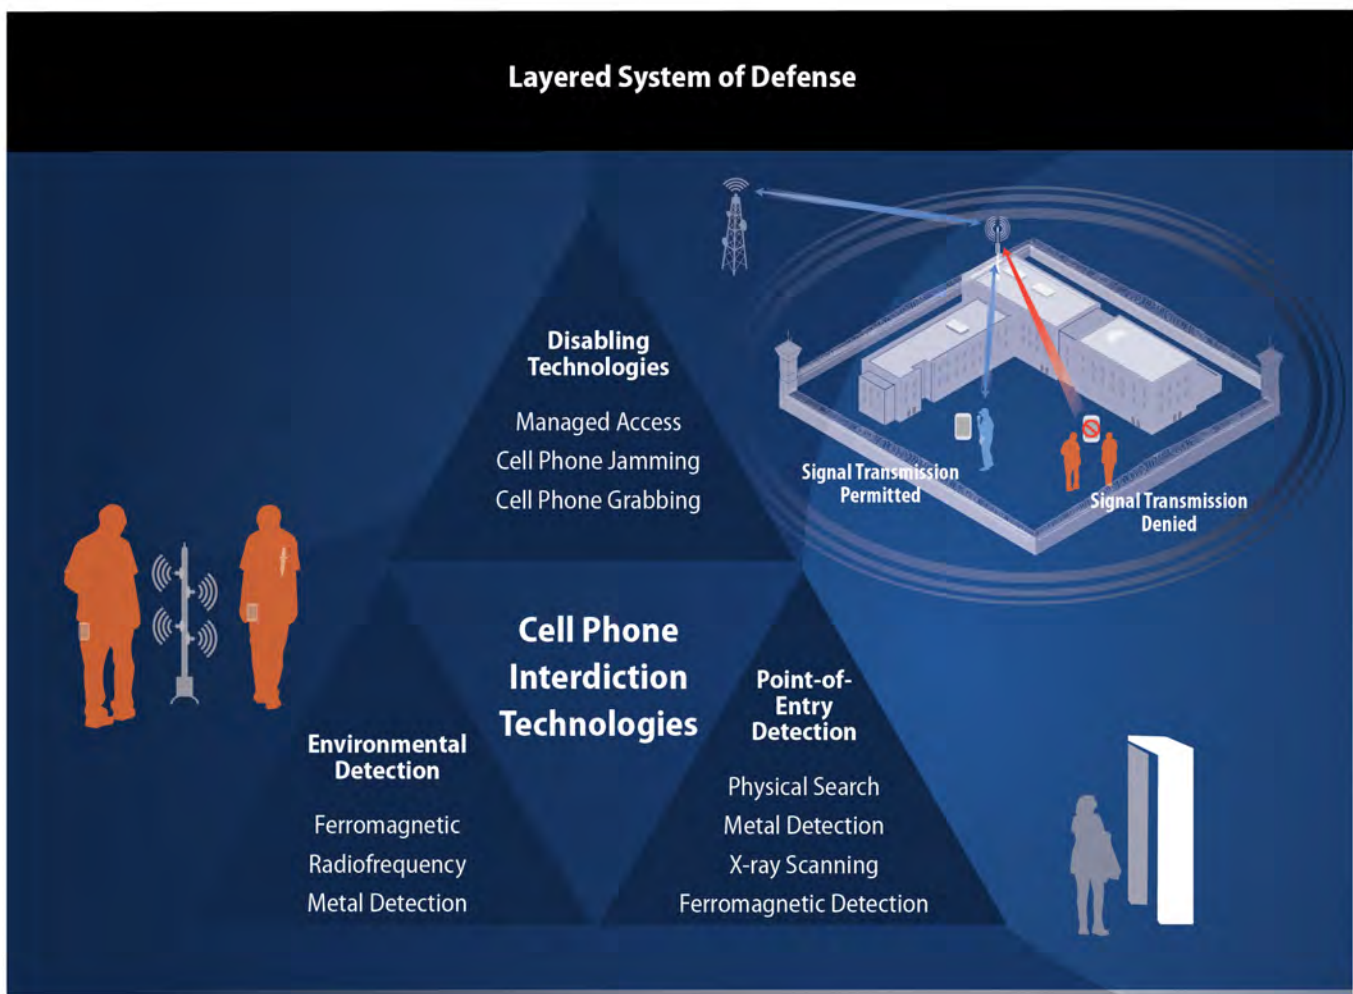 Layered System of Defense
Disabling
Technologies
Managed Access
Cell Phone Jamming
Cell Phone Grabbing
Signal Transmission
Permitted
Signal Transmission
Denied
Cell Phone
Interdiction
Technologies
Environmental
Detection
Ferromagnetic
Radiofrequency
Metal Detection
Point-of-
Entry
Detection
Physical Search
Metal Detection
X-ray Scanning
Ferromagnetic Detection